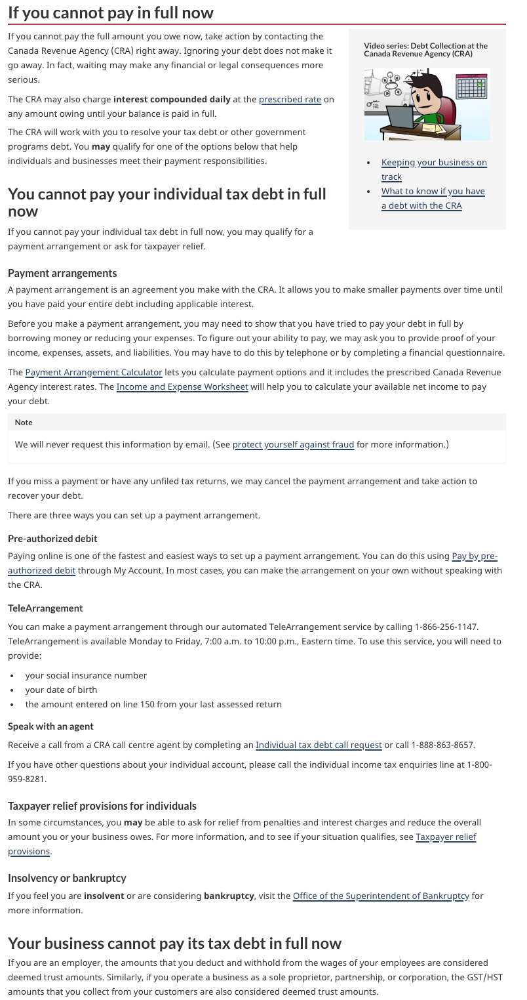 If you cannot pay in full now
If you cannot pay the full amount you owe now, take action by contacting the
Canada Revenue Agency (CRA) right away. Ignoring your debt does not make it
go away. In fact, waiting may make any financial or legal consequences more
serious.
The CRA may also charge interest compounded daily at the prescribed rate on
any amount owing until your balance is paid in full.
The CRA will work with you to resolve your tax debt or other government
programs debt. You may qualify for one of the options below that help
individuals and businesses meet their payment responsibilities.
Video series: Debt Collection at the
Canada Revenue Agency (CRA)
• Keeping your business on
track
• What to know if you have
a debt with the CRA
You cannot pay your individual tax debt in full
now
If you cannot pay your individual tax debt in full now, you may qualify for a
payment arrangement or ask for taxpayer relief.
Payment arrangements
A payment arrangement is an agreement you make with the CRA. It allows you to make smaller payments over time until
you have paid your entire debt including applicable interest.
Before you make a payment arrangement, you may need to show that you have tried to pay your debt in full by
borrowing money or reducing your expenses. To figure out your ability to pay, we may ask you to provide proof of your
income, expenses, assets, and liabilities. You may have to do this by telephone or by completing a financial questionnaire.
The Payment Arrangement Calculator lets you calculate payment options and it includes the prescribed Canada Revenue
Agency interest rates. The Income and Expense Worksheet will help you to calculate your available net income to pay
your debt.
Note
We will never request this information by email. (See protect yourself against fraud for more information.)
If you miss a payment or have any unfiled tax returns, we may cancel the payment arrangement and take action to
recover your debt.
There are three ways you can set up a payment arrangement.
Pre-authorized debit
Paying online is one of the fastest and easiest ways to set up a payment arrangement. You can do this using Pay by pre-
authorized debit through My Account. In most cases, you can make the arrangement on your own without speaking with
the CRA.
TeleArrangement
You can make a payment arrangement through our automated TeleArrangement service by calling 1-866-256-1147.
TeleArrangement is available Monday to Friday, 7:00 a.m. to 10:00 p.m., Eastern time. To use this service, you will need to
provide:
• your social insurance number
• your date of birth
• the amount entered on line 150 from your last assessed return
Speak with an agent
Receive a call from a CRA call centre agent by completing an Individual tax debt call request or call 1-888-863-8657.
If you have other questions about your individual account, please call the individual income tax enquiries line at 1-800-
959-8281.
Taxpayer relief provisions for individuals
In some circumstances, you may be able to ask for relief from penalties and interest charges and reduce the overall
amount you or your business owes. For more information, and to see if your situation qualifies, see Taxpayer relief
provisions.
Insolvency or bankruptcy
If you feel you are insolvent or are considering bankruptcy, visit the Office of the Superintendent of Bankruptcy for
more information.
Your business cannot pay its tax debt in full now
If you are an employer, the amounts that you deduct and withhold from the wages of your employees are considered
deemed trust amounts. Similarly, if you operate a business as a sole proprietor, partnership, or corporation, the GST/HST
amounts that you collect from your customers are also considered deemed trust amounts.